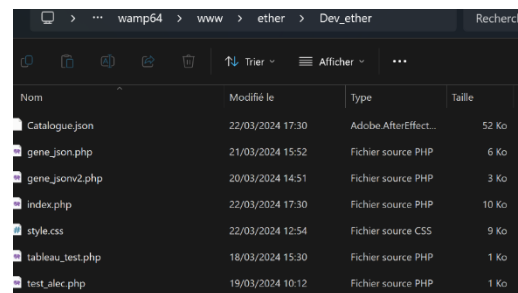 > ... wamp64 > www > ether > Dev_ether Recherc
Trier Afficher ...
Nom Modifié le Type Taille
Catalogue.json 22/03/2024 17:30 Adobe.AfterEffect... 52 Ko
gene_json.php 21/03/2024 15:52 Fichier source PHP 6 Ko
gene_jsonv2.php 20/03/2024 14:51 Fichier source PHP 3 Ko
index.php 22/03/2024 17:30 Fichier source PHP 10 Ko
style.css 22/03/2024 12:54 Fichier source CSS 9 Ko
tableau_test.php 18/03/2024 15:30 Fichier source PHP 1 Ko
test_alec.php 19/03/2024 10:12 Fichier source PHP 1 Ko